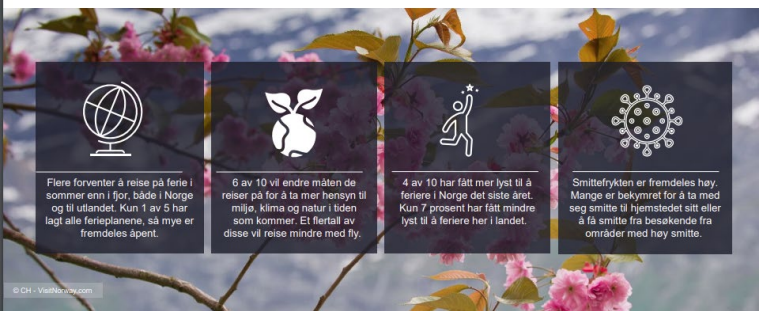 Flere forventer å reise på ferie i
sommer enn i fjor, både i Norge
og til utlandet. Kun 1 av 5 har
lagt alle ferieplanene, så mye er
fremdeles åpent.
6 av 10 vil endre måten de
reiser på for å ta mer hensyn til
miljø, klima og natur i tiden
som kommer. Et flertall av
disse vil reise mindre med fly.
4 av 10 har fått mer lyst til å
feriere i Norge det siste året.
Kun 7 prosent har fått mindre
lyst til å feriere her i landet.
Smittefrykten er fremdeles høy.
Mange er bekymret for å ta med
seg smitte til hjemstedet sitt eller
å få smitte fra besøkende fra
områder med høy smitte.
© CH - VisitNorway.com